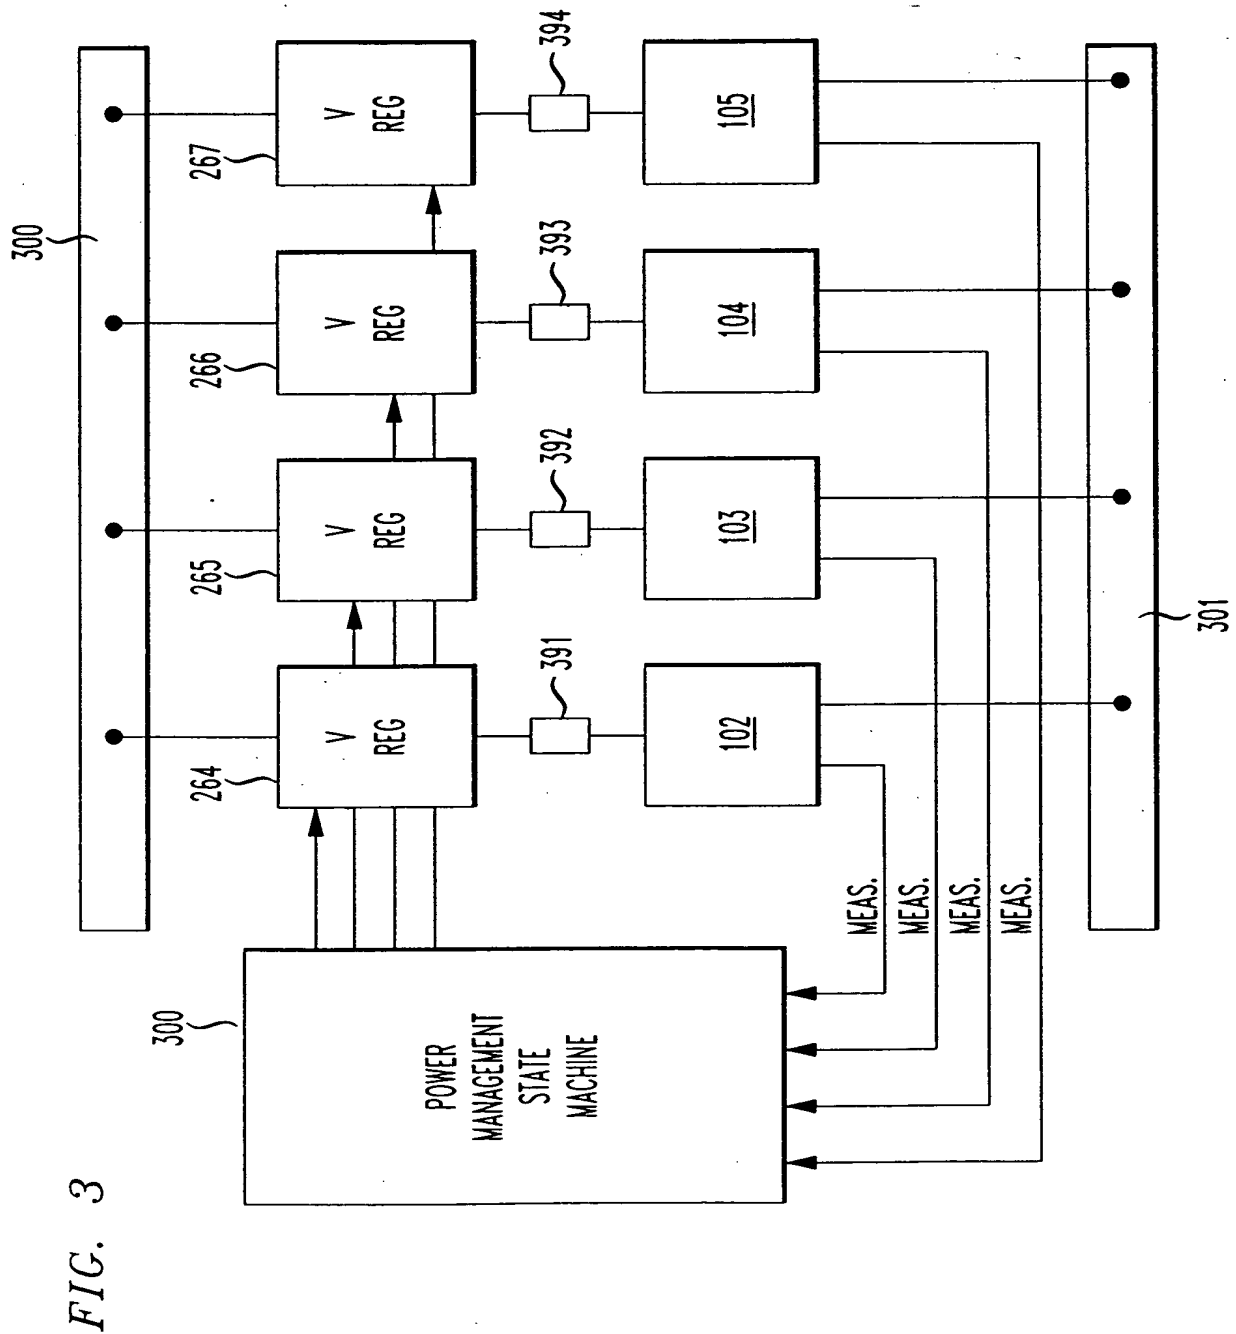 FIG. 3
300
POWER
MANAGEMENT
STATE
MACHINE
300
264
V
REG
265
V
REG
266
V
REG
267
V
REG
391
392
393
394
102
103
104
105
MEAS.
MEAS.
MEAS.
MEAS.
301